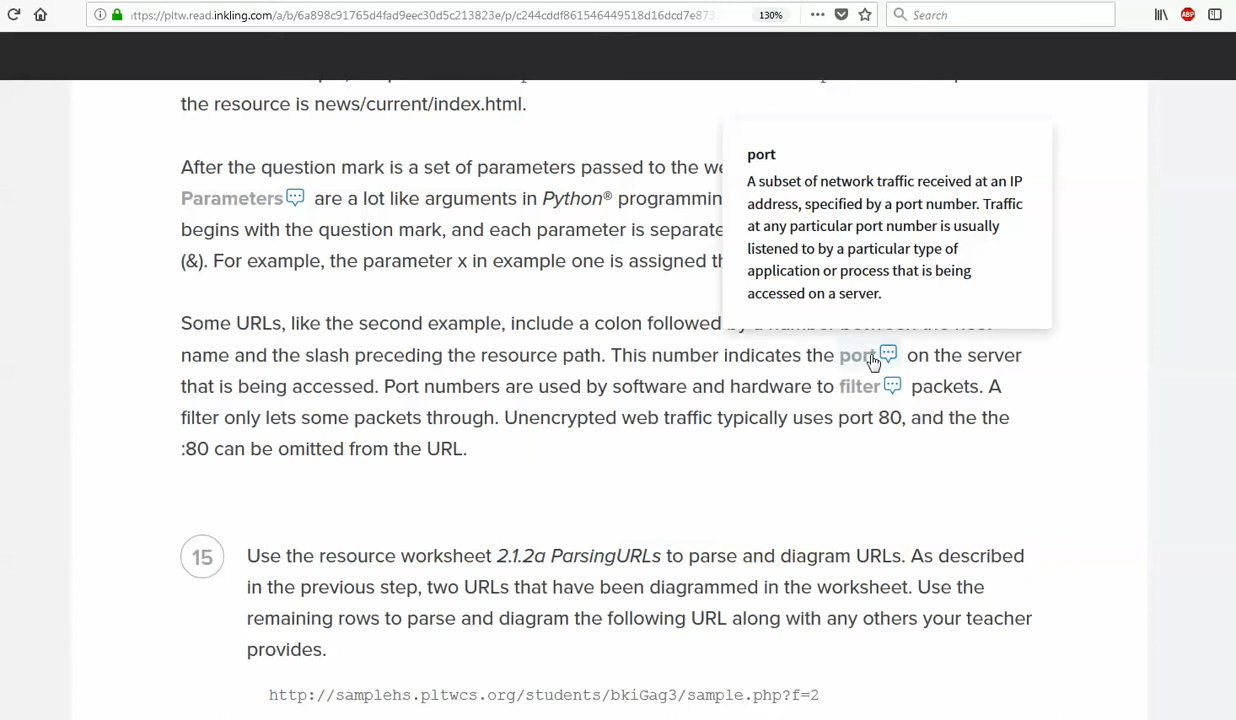 https://pltw.read.inkling.com/a/b/6a898c91765d4fad9eec30d5c213823e/p/c244cddf861546449518d16dcd7e873
130%
Search
ABP
the resource is news/current/index.html.
After the question mark is a set of parameters passed to the we
Parameters are a lot like arguments in Python® programmin
begins with the question mark, and each parameter is separate
(&). For example, the parameter x in example one is assigned th
port
A subset of network traffic received at an IP
address, specified by a port number. Traffic
at any particular port number is usually
listened to by a particular type of
application or process that is being
accessed on a server.
Some URLs, like the second example, include a colon followed by a number between the host
name and the slash preceding the resource path. This number indicates the port on the server
that is being accessed. Port numbers are used by software and hardware to filter packets. A
filter only lets some packets through. Unencrypted web traffic typically uses port 80, and the the
:80 can be omitted from the URL.
15
Use the resource worksheet 2.1.2a ParsingURLs to parse and diagram URLs. As described
in the previous step, two URLs that have been diagrammed in the worksheet. Use the
remaining rows to parse and diagram the following URL along with any others your teacher
provides.
http://samplehs.pltwcs.org/students/bkiGag3/sample.php?f=2